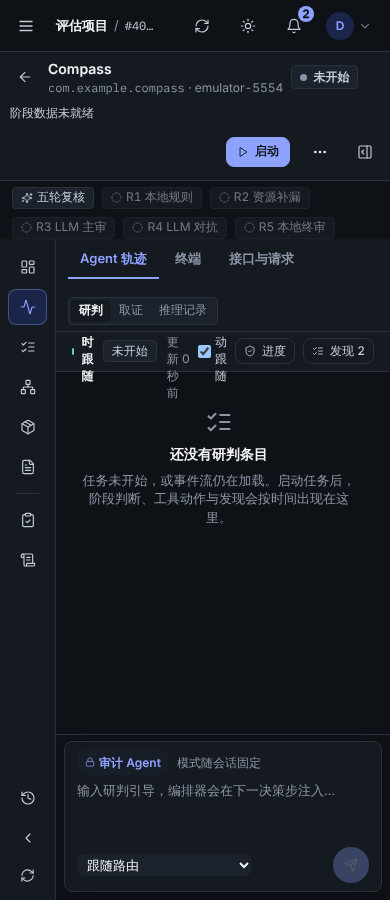 评估项目 / #40…
2
D
Compass
com.example.compass · emulator-5554
未开始
阶段数据未就绪
启动
五轮复核 R1 本地规则 R2 资源补漏
R3 LLM 主审 R4 LLM 对抗 R5 本地终审
Agent 轨迹 终端 接口与请求
研判 取证 推理记录
时跟随 未开始 更新 0 秒前 动跟随 进度 发现 2
还没有研判条目
任务未开始，或事件流仍在加载。启动任务后，
阶段判断、工具动作与发现会按时间出现在这
里。
审计 Agent 模式随会话固定
输入研判引导，编排器会在下一决策步注入...
跟随路由